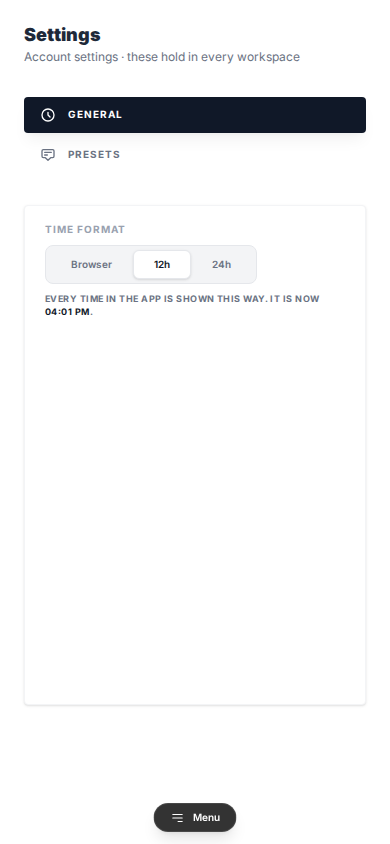 Settings
Account settings · these hold in every workspace
GENERAL
PRESETS
TIME FORMAT
Browser 12h 24h
EVERY TIME IN THE APP IS SHOWN THIS WAY. IT IS NOW
04:01 PM.
Menu